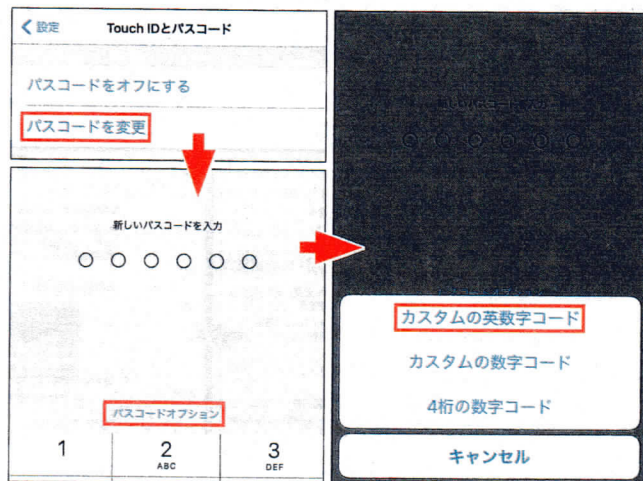 設定
Touch IDとパスコード
パスコードをオフにする
パスコードを変更
新しいパスコードを入力
パスコードオプション
1
2
ABC
3
DEF
カスタムの英数字コード
カスタムの数字コード
4桁の数字コード
キャンセル